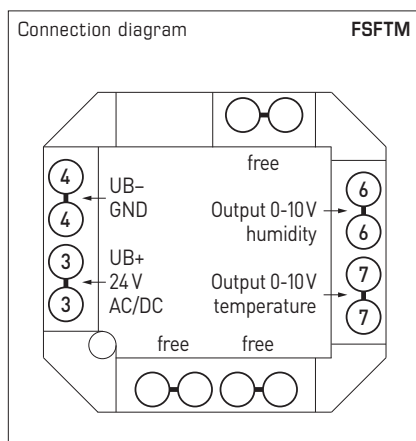 Connection diagram FSFTM
free
4
UB–
GND
4
6
Output 0-10 V
humidity
6
3
UB+
24 V
AC/DC
3
7
Output 0-10 V
temperature
7
free free